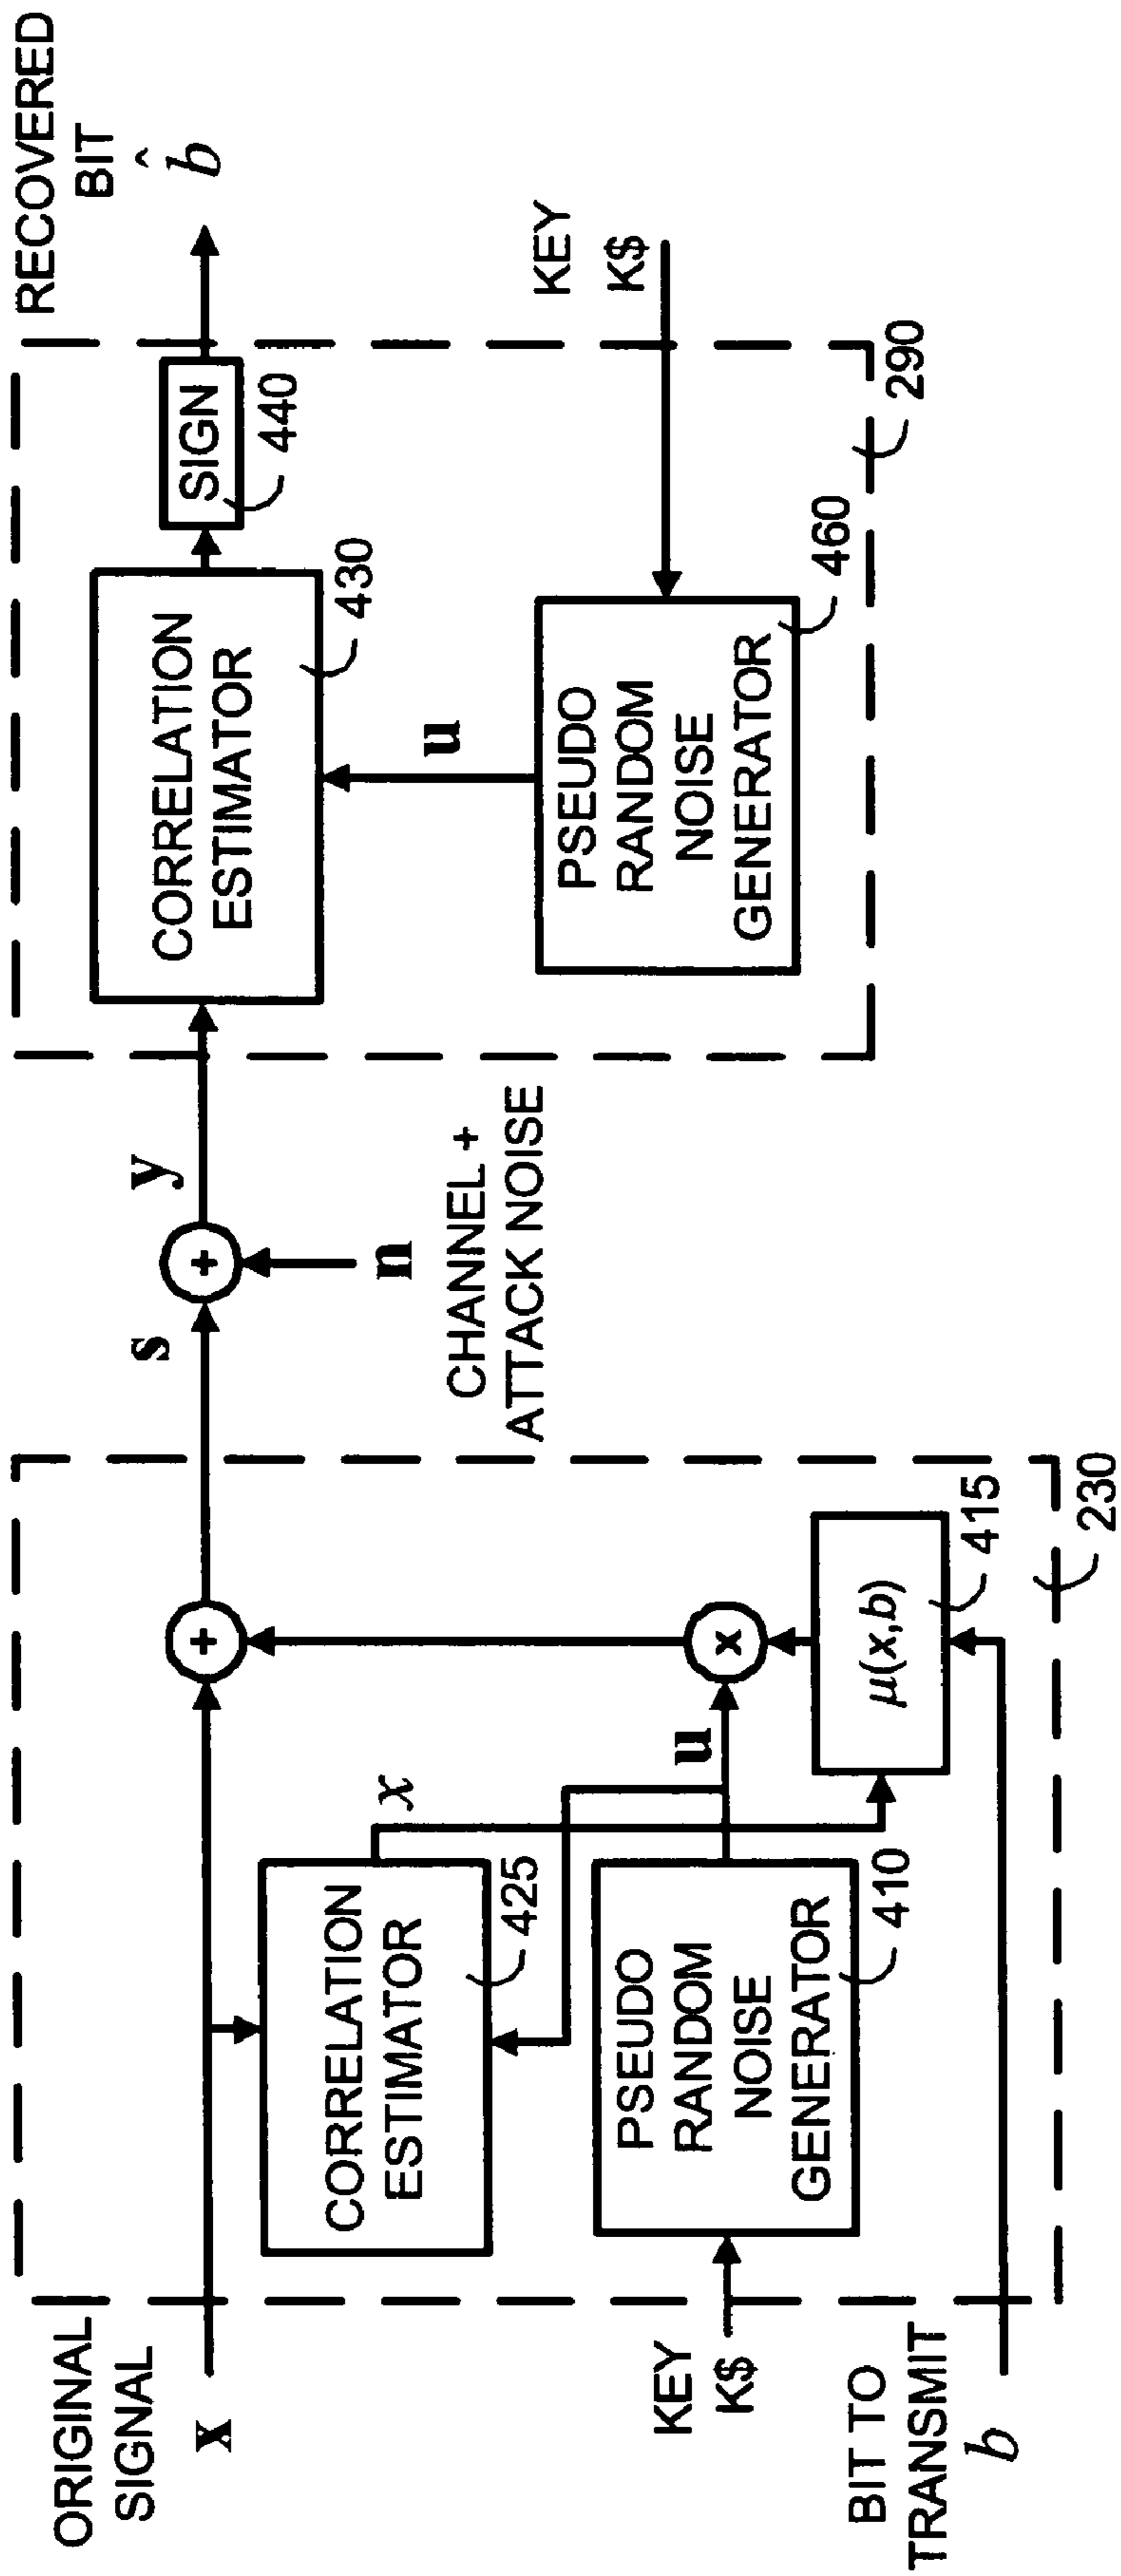 ORIGINAL
SIGNAL
x
CORRELATION
ESTIMATOR
425
x
PSEUDO
RANDOM
NOISE
GENERATOR
410
u
KEY
K$
BIT TO
TRANSMIT
b
+
x
μ(x,b)
415
230
s
+
y
n
CHANNEL +
ATTACK NOISE
CORRELATION
ESTIMATOR
430
u
PSEUDO
RANDOM
NOISE
GENERATOR
460
SIGN
440
290
RECOVERED
BIT
b̂
KEY
K$